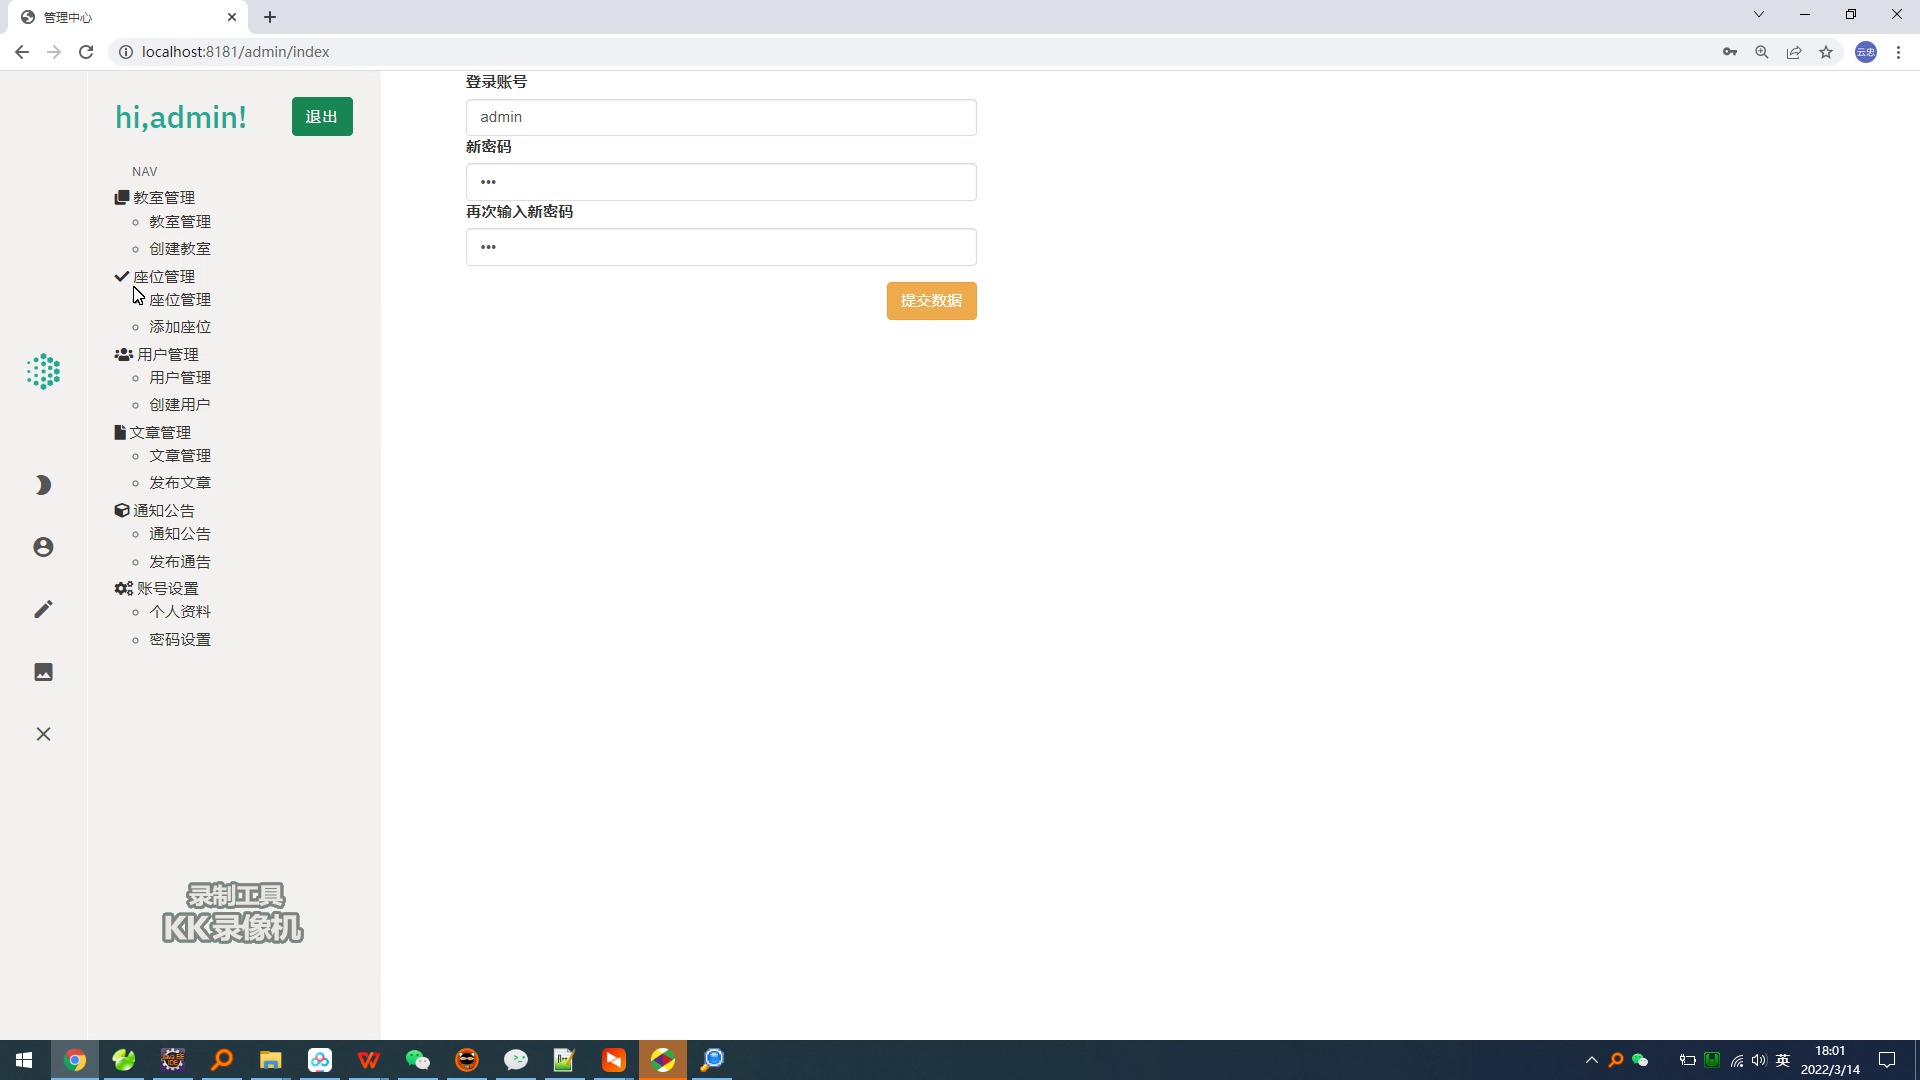 管理中心
localhost:8181/admin/index
云忠
hi,admin!
退出
NAV
教室管理
教室管理
创建教室
座位管理
座位管理
添加座位
用户管理
用户管理
创建用户
文章管理
文章管理
发布文章
通知公告
通知公告
发布通告
账号设置
个人资料
密码设置
登录账号
admin
新密码
•••
再次输入新密码
•••
提交数据
录制工具
KK录像机
英
18:01
2022/3/14